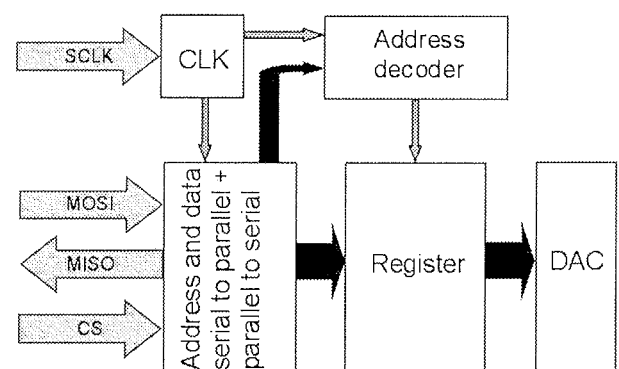 SCLK
CLK
Address
decoder
MOSI
MISO
CS
Address and data
serial to parallel +
parallel to serial
Register
DAC